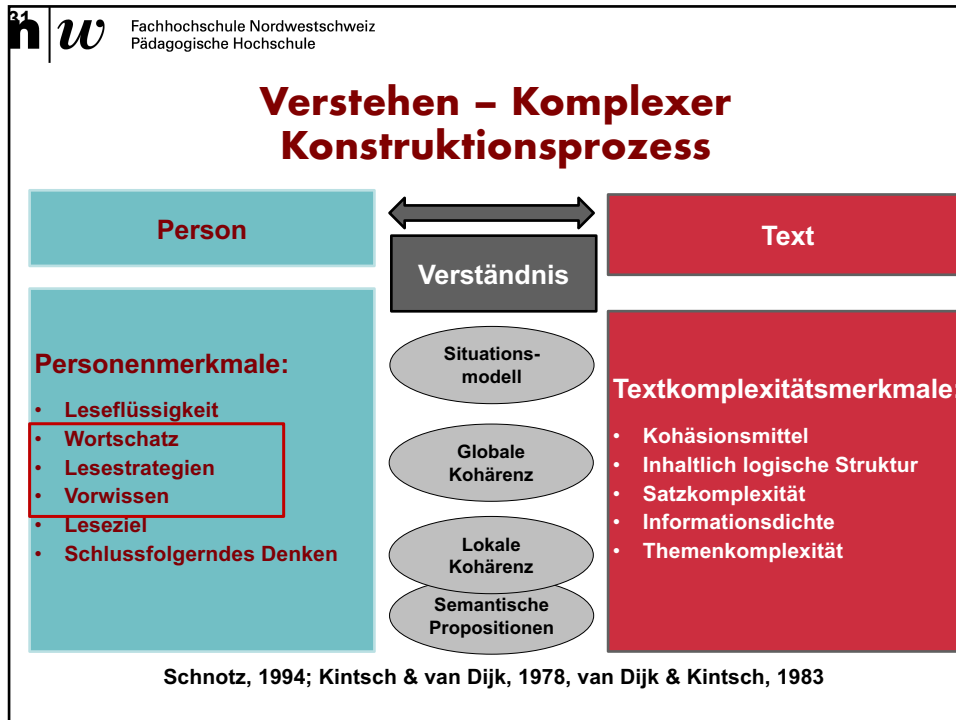 31
n w
Fachhochschule Nordwestschweiz
Pädagogische Hochschule
Verstehen – Komplexer
Konstruktionsprozess
Person
Verständnis
Text
Personenmerkmale:
• Leseflüssigkeit
• Wortschatz
• Lesestrategien
• Vorwissen
• Leseziel
• Schlussfolgerndes Denken
Situations-
modell
Globale
Kohärenz
Lokale
Kohärenz
Semantische
Propositionen
Textkomplexitätsmerkmale:
• Kohäsionsmittel
• Inhaltlich logische Struktur
• Satzkomplexität
• Informationsdichte
• Themenkomplexität
Schnotz, 1994; Kintsch & van Dijk, 1978, van Dijk & Kintsch, 1983